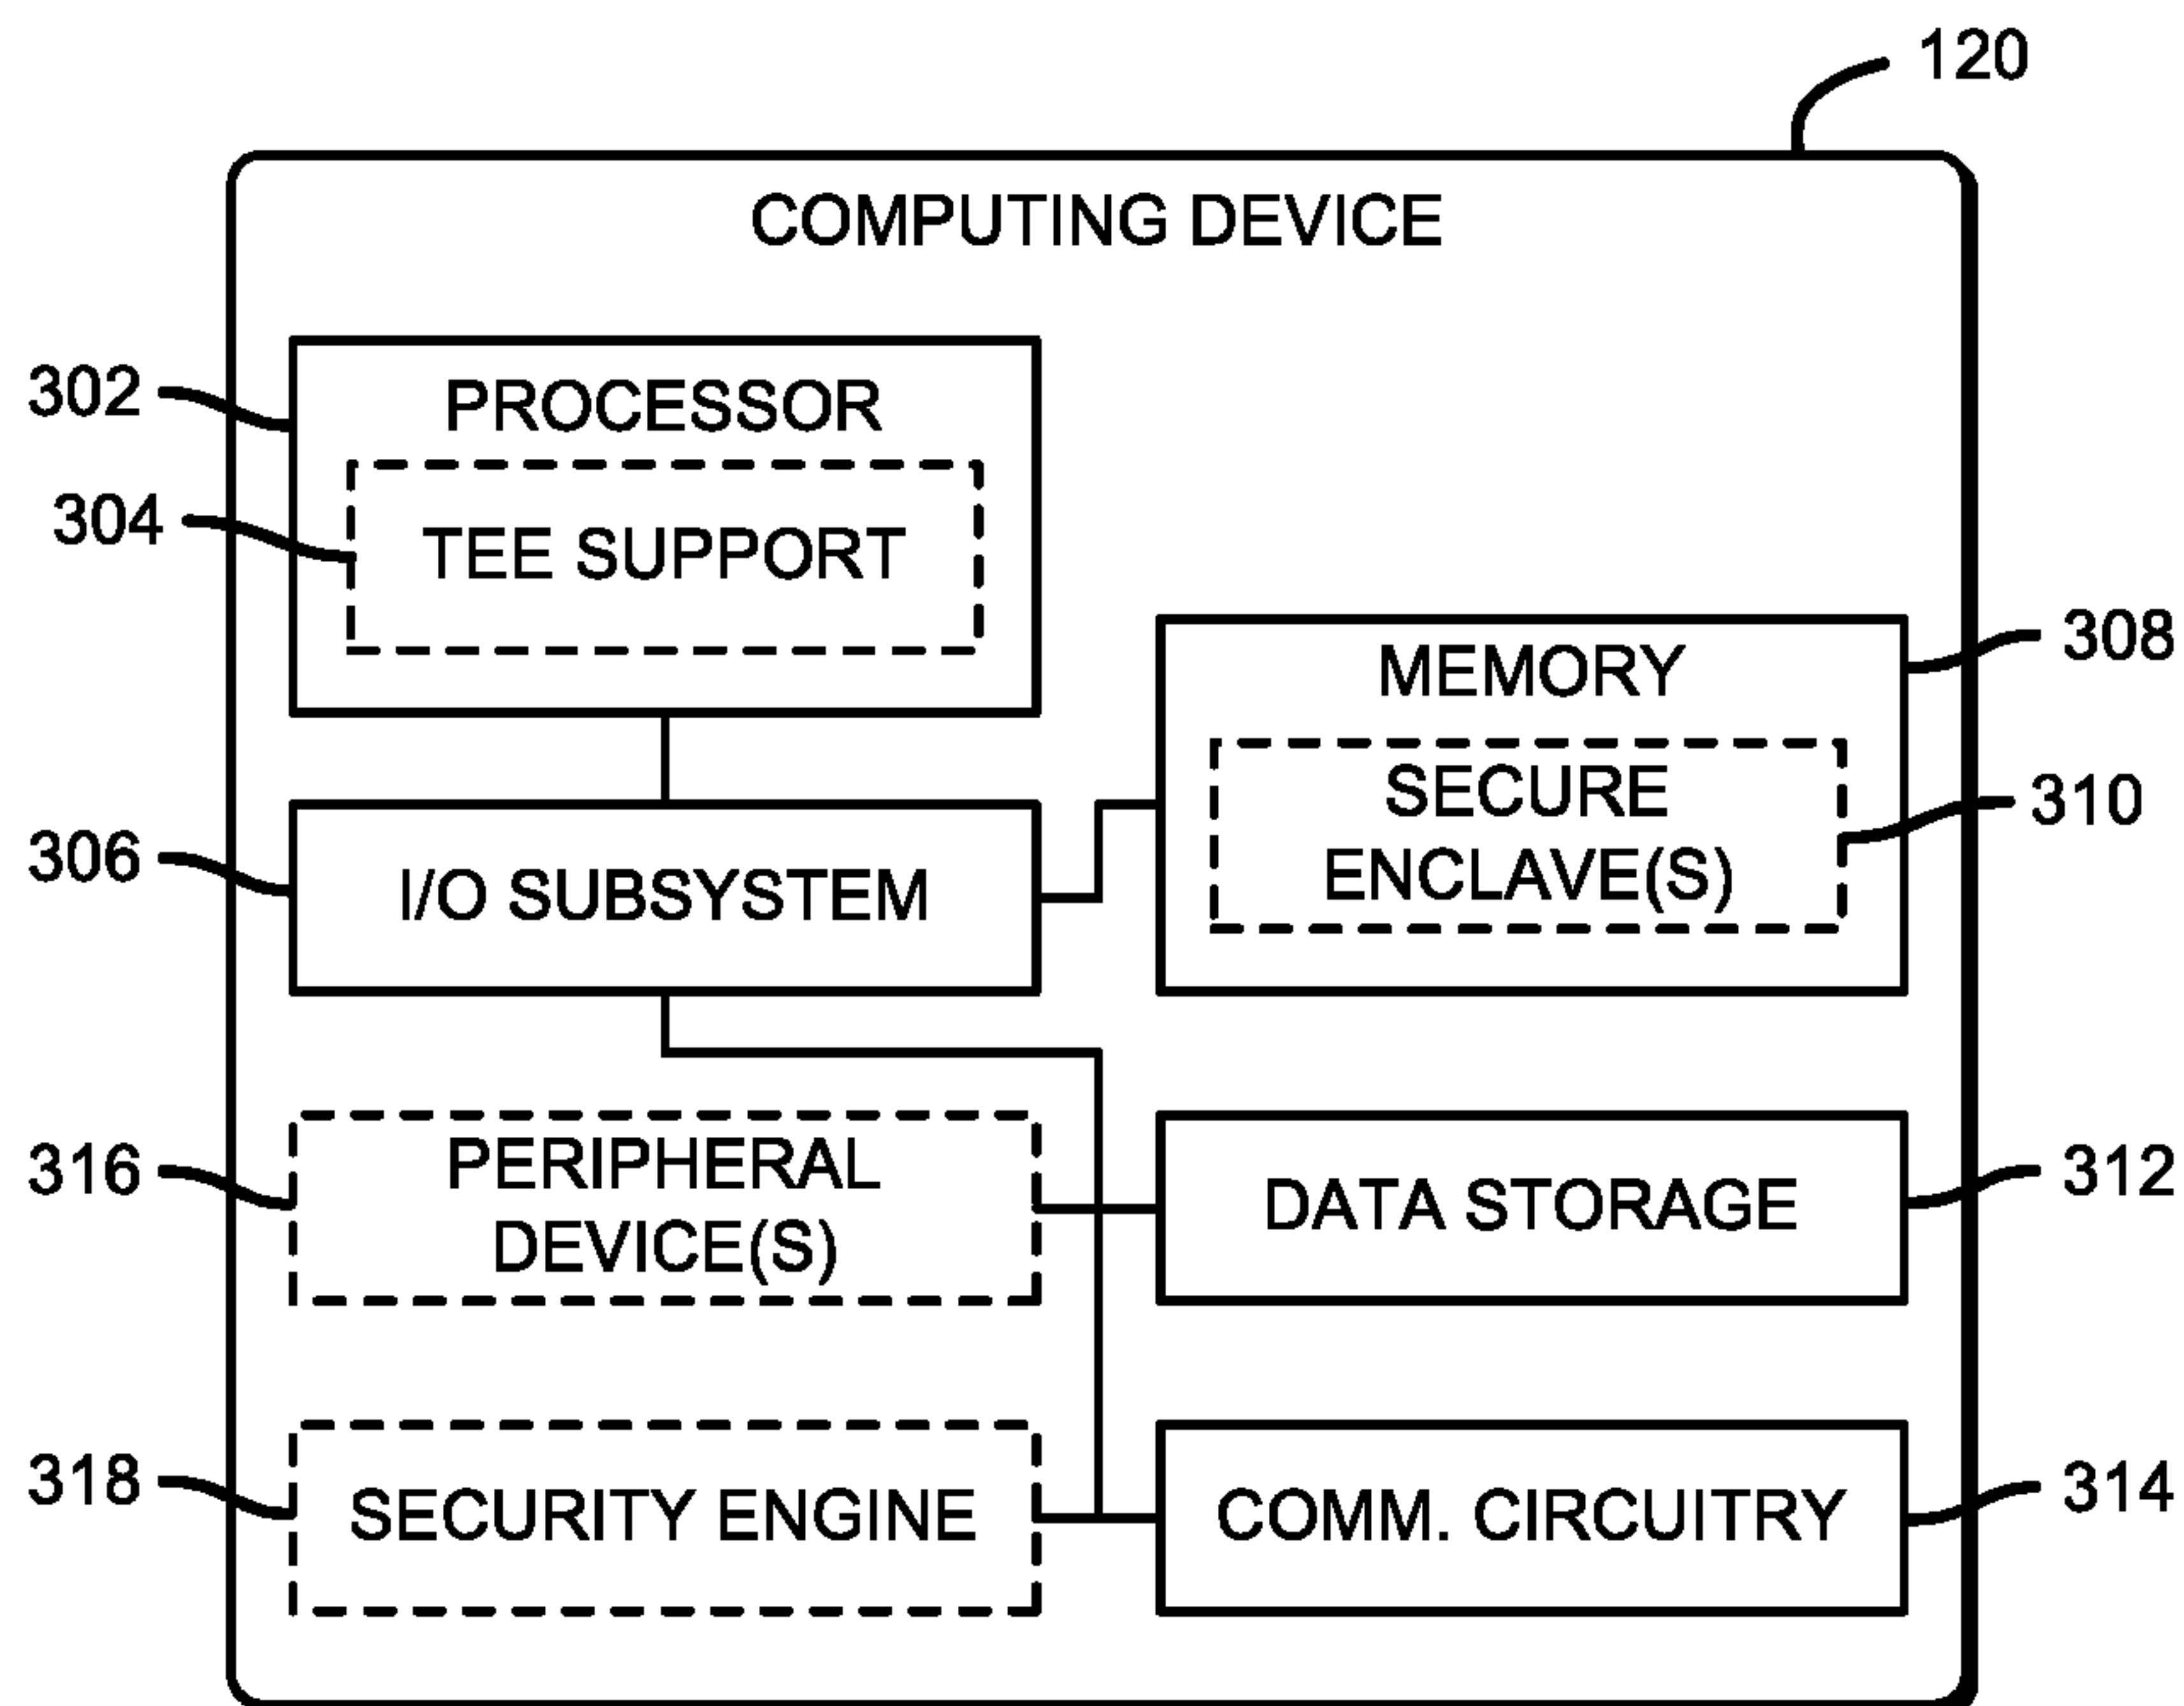 120
COMPUTING DEVICE
302
PROCESSOR
304
TEE SUPPORT
308
MEMORY
310
SECURE
ENCLAVE(S)
306
I/O SUBSYSTEM
316
PERIPHERAL
DEVICE(S)
312
DATA STORAGE
318
SECURITY ENGINE
314
COMM. CIRCUITRY